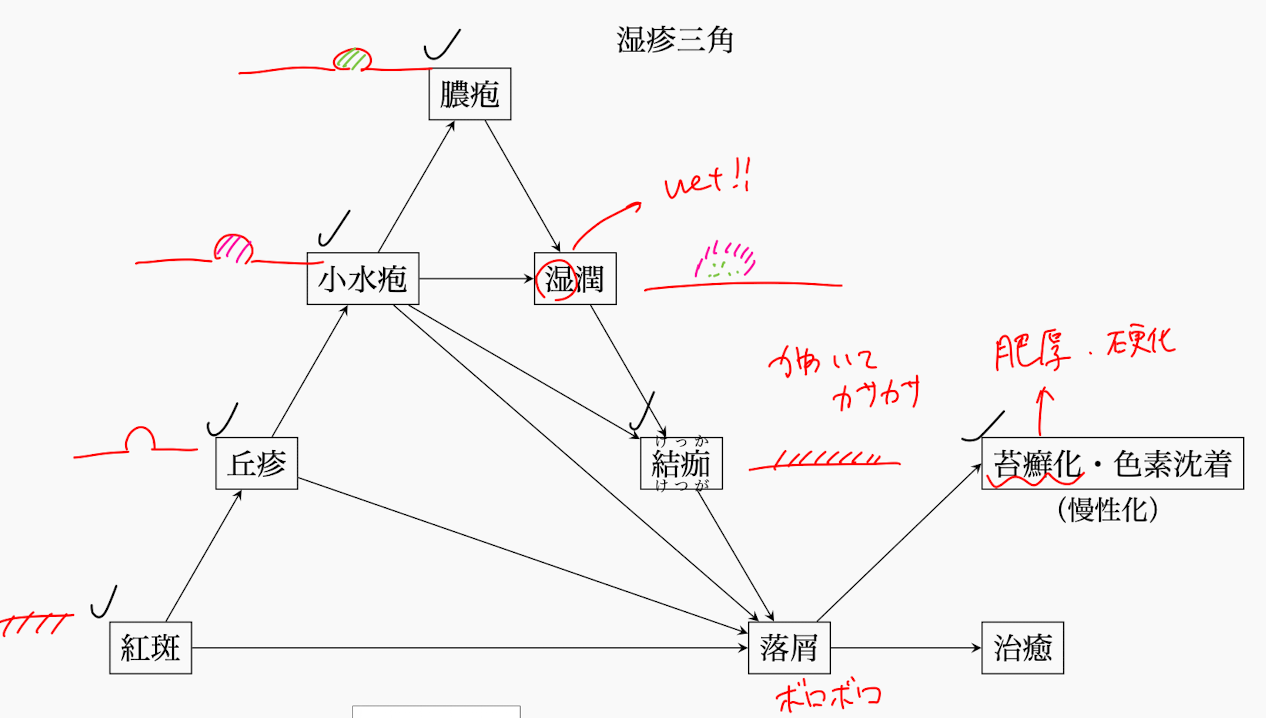 湿疹三角
膿疱
wet!!
小水疱
湿潤
かわいて
カサカサ
肥厚・硬化
丘疹
けっか
結痂
けつが
苔癬化・色素沈着
(慢性化)
紅斑
落屑
治癒
ボロボロ